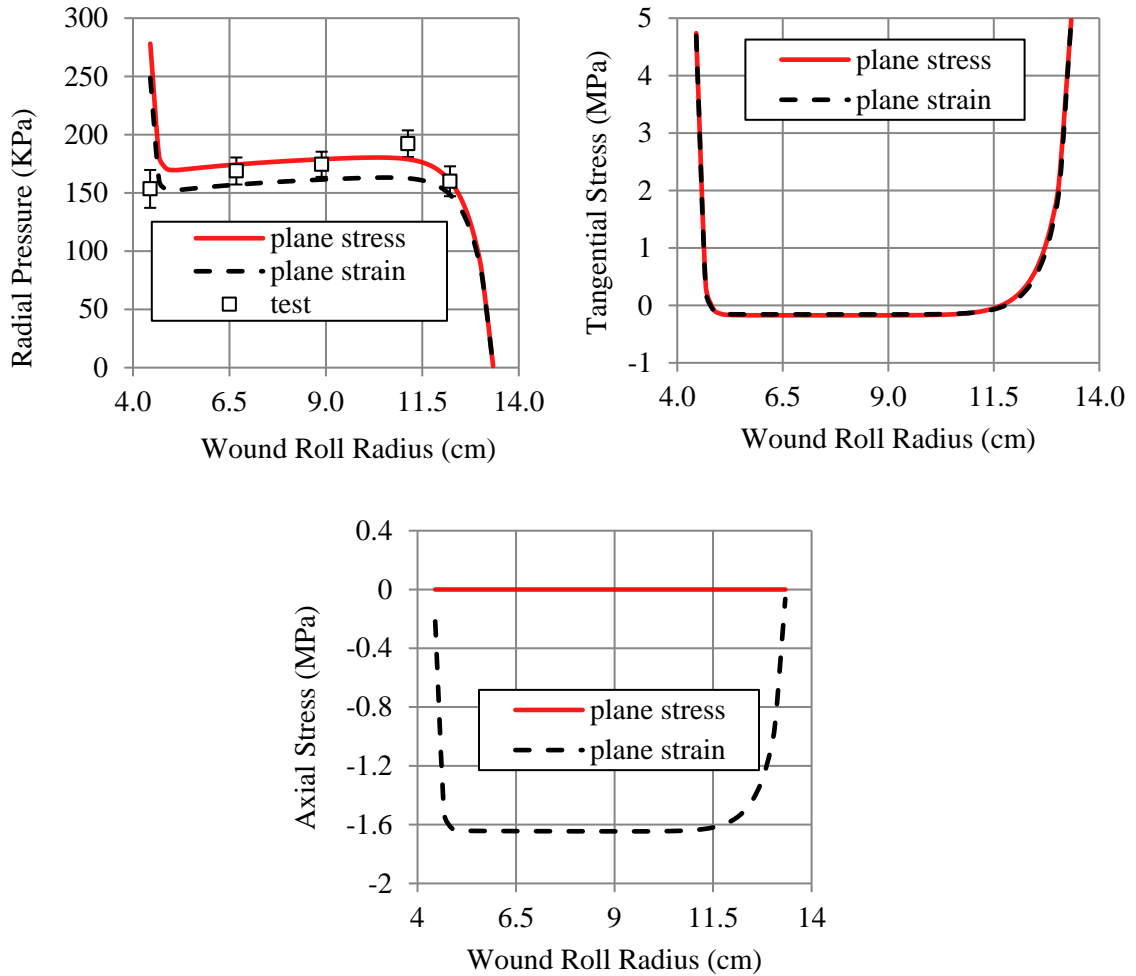 300
250
200
150
100
50
0
Radial Pressure (KPa)
plane stress
plane strain
test
4.0 6.5 9.0 11.5 14.0
Wound Roll Radius (cm)
5
4
3
2
1
0
-1
Tangential Stress (MPa)
plane stress
plane strain
4.0 6.5 9.0 11.5 14.0
Wound Roll Radius (cm)
0.4
0
-0.4
-0.8
-1.2
-1.6
-2
Axial Stress (MPa)
plane stress
plane strain
4 6.5 9 11.5 14
Wound Roll Radius (cm)